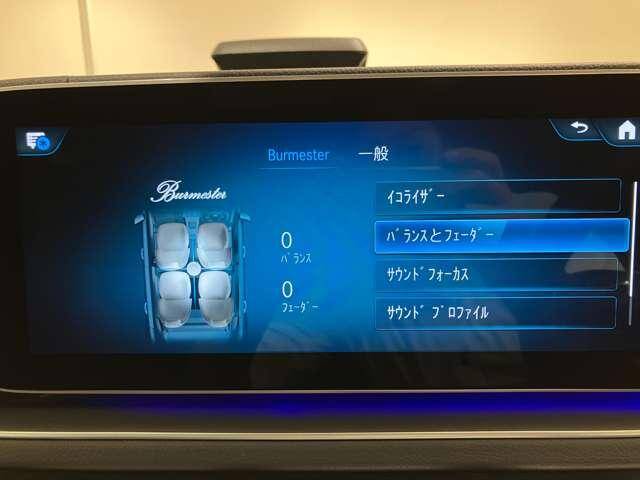 Burmester 一般
Burmester
0
ﾊﾞﾗﾝｽ
0
ﾌｪｰﾀﾞｰ
ｲｺﾗｲｻﾞｰ
ﾊﾞﾗﾝｽとﾌｪｰﾀﾞｰ
ｻｳﾝﾄﾞﾌｫｰｶｽ
ｻｳﾝﾄﾞ ﾌﾟﾛﾌｧｲﾙ